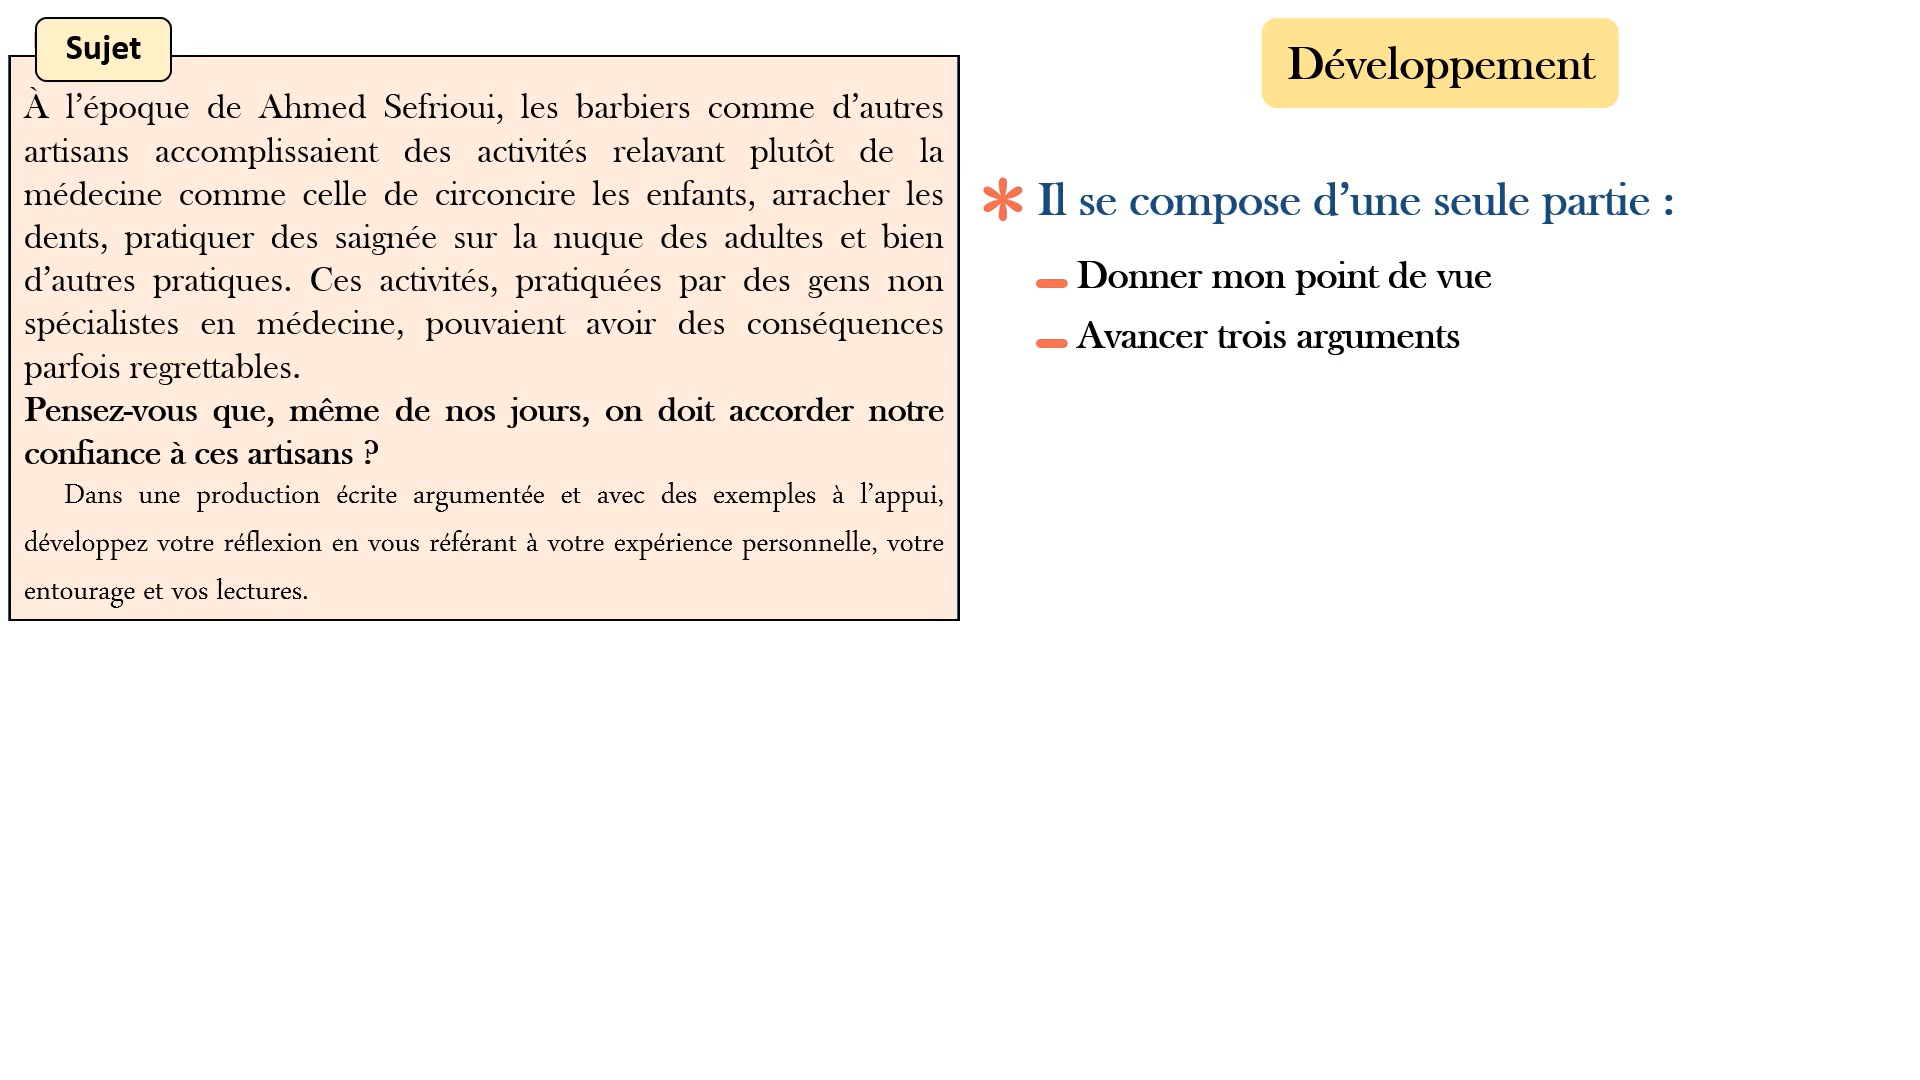 Sujet
À l’époque de Ahmed Sefrioui, les barbiers comme d’autres
artisans accomplissaient des activités relavant plutôt de la
médecine comme celle de circoncire les enfants, arracher les
dents, pratiquer des saignée sur la nuque des adultes et bien
d’autres pratiques. Ces activités, pratiquées par des gens non
spécialistes en médecine, pouvaient avoir des conséquences
parfois regrettables.
Pensez-vous que, même de nos jours, on doit accorder notre
confiance à ces artisans ?
Dans une production écrite argumentée et avec des exemples à l’appui,
développez votre réflexion en vous référant à votre expérience personnelle, votre
entourage et vos lectures.
Développement
* Il se compose d’une seule partie :
- Donner mon point de vue
- Avancer trois arguments